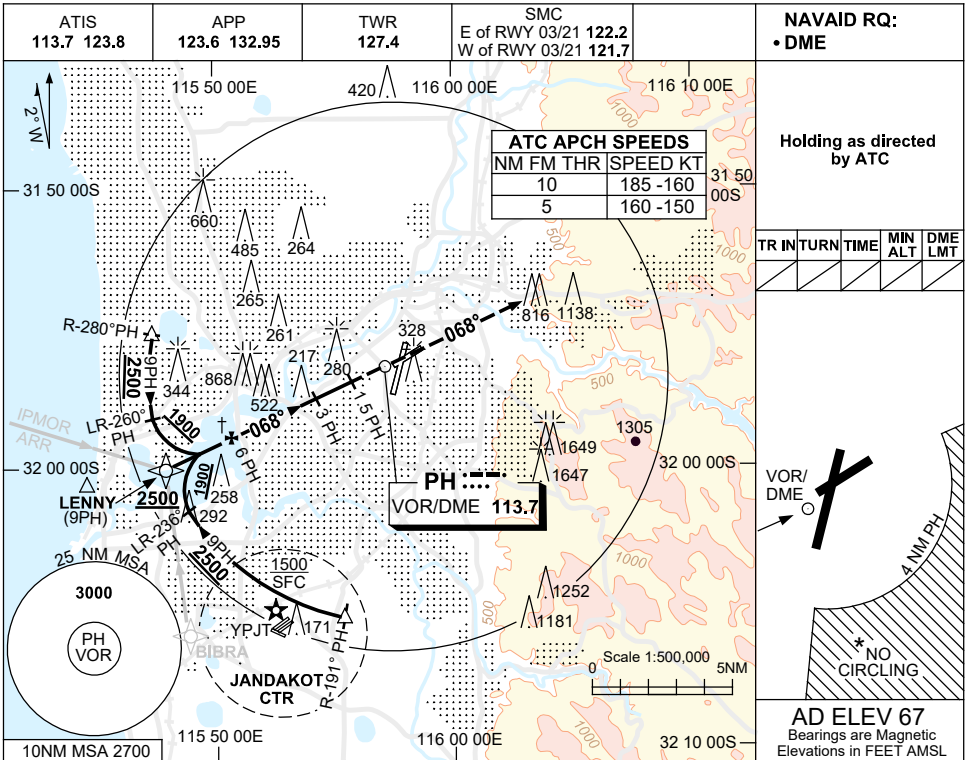 ATIS
113.7 123.8
APP
123.6 132.95
TWR
127.4
SMC
E of RWY 03/21 122.2
W of RWY 03/21 121.7
NAVAID RQ:
• DME
Holding as directed
by ATC
TR IN
TURN
TIME
MIN
ALT
DME
LMT
2° W
115 50 00E
116 00 00E
116 10 00E
420
ATC APCH SPEEDS
NM FM THR SPEED KT
10 185 -160
5 160 -150
31 50 00S
31 50
00S
1000
500
1000
660
485
264
265
261
816
1138
R-280°PH
9PH
2500
344
868
522
217
280
328
068°
500
LR-260°
PH
1900
068°
3 PH
1.5 PH
6 PH
†
IPMOR
ARR
1305
1649
1647
32 00 00S
32 00 00S
LENNY
(9PH)
2500
1900
258
292
PH
VOR/DME 113.7
VOR/
DME
LR-236°
PH
9PH
2500
25 NM MSA
3000
PH
VOR
1500
SFC
1000
4 NM PH
500
1252
1181
YPJT
171
BIBRA
R-191° PH
JANDAKOT
CTR
Scale 1:500,000
0 5NM
*NO
CIRCLING
1000
10NM MSA 2700
115 50 00E
116 00 00E
32 10 00S
AD ELEV 67
Bearings are Magnetic
Elevations in FEET AMSL